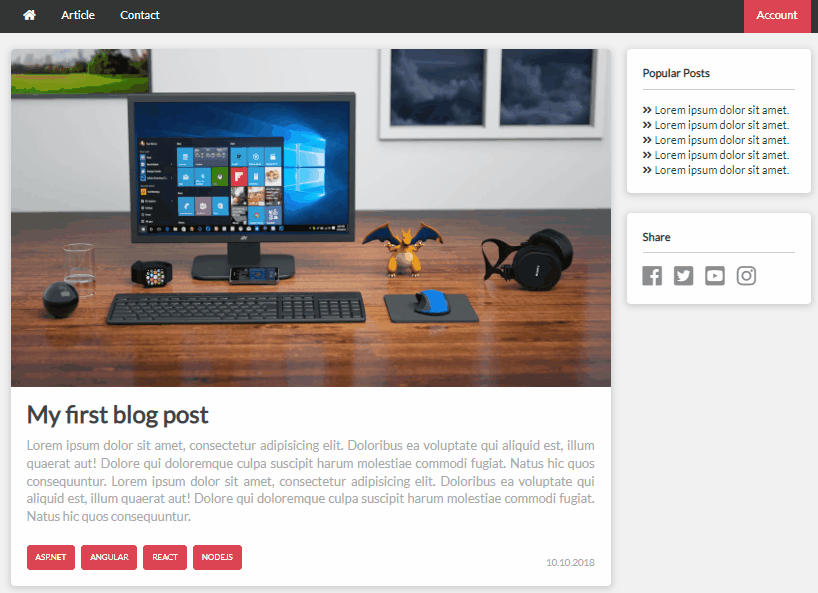 Article
Contact
Account
My first blog post
Lorem ipsum dolor sit amet, consectetur adipisicing elit. Doloribus ea voluptate qui aliquid est, illum
quaerat aut! Dolore qui doloremque culpa suscipit harum molestiae commodi fugiat. Natus hic quos
consequuntur. Lorem ipsum dolor sit amet, consectetur adipisicing elit. Doloribus ea voluptate qui
aliquid est, illum quaerat aut! Dolore qui doloremque culpa suscipit harum molestiae commodi fugiat.
Natus hic quos consequuntur.
ASP.NET
ANGULAR
REACT
NODEJS
10.10.2018
Popular Posts
Lorem ipsum dolor sit amet.
Lorem ipsum dolor sit amet.
Lorem ipsum dolor sit amet.
Lorem ipsum dolor sit amet.
Lorem ipsum dolor sit amet.
Share